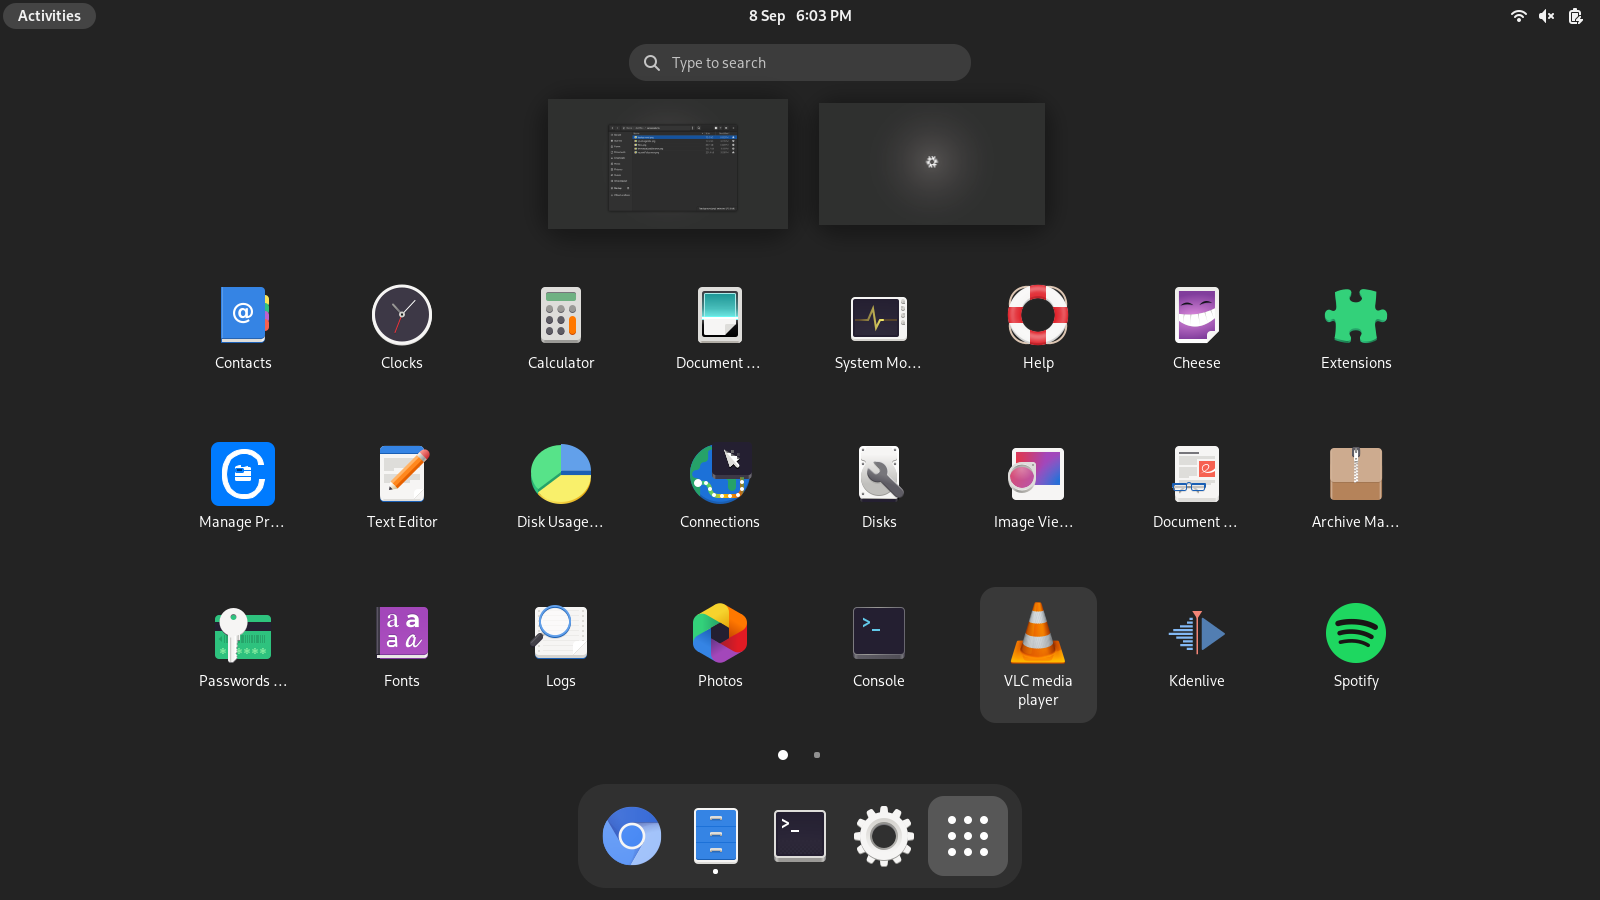 Activities
8 Sep 6:03 PM
Type to search
Contacts
Clocks
Calculator
Document ...
System Mo...
Help
Cheese
Extensions
Manage Pr...
Text Editor
Disk Usage...
Connections
Disks
Image Vie...
Document ...
Archive Ma...
Passwords ...
Fonts
Logs
Photos
Console
VLC media
player
Kdenlive
Spotify